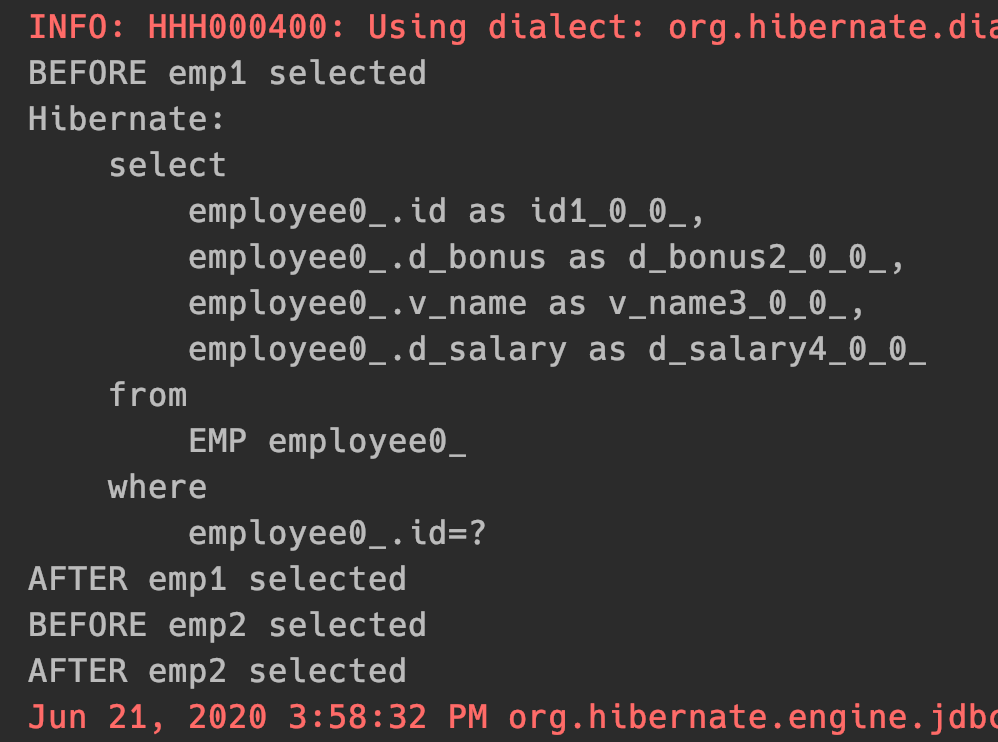 INFO: HHH000400: Using dialect: org.hibernate.dia
BEFORE emp1 selected
Hibernate:
    select
        employee0_.id as id1_0_0_,
        employee0_.d_bonus as d_bonus2_0_0_,
        employee0_.v_name as v_name3_0_0_,
        employee0_.d_salary as d_salary4_0_0_
    from
        EMP employee0_
    where
        employee0_.id=?
AFTER emp1 selected
BEFORE emp2 selected
AFTER emp2 selected
Jun 21, 2020 3:58:32 PM org.hibernate.engine.jdbc